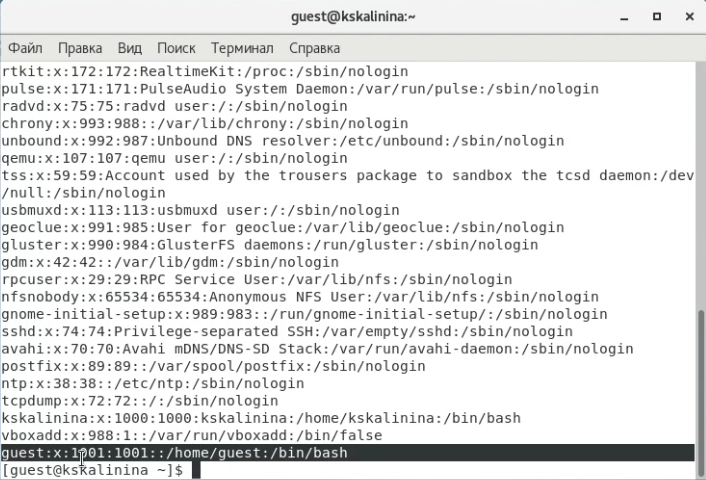 guest@kskalinina:~
Файл Правка Вид Поиск Терминал Справка
rtkit:x:172:172:RealtimeKit:/proc:/sbin/nologin
pulse:x:171:171:PulseAudio System Daemon:/var/run/pulse:/sbin/nologin
radvd:x:75:75:radvd user:/:/sbin/nologin
chrony:x:993:988::/var/lib/chrony:/sbin/nologin
unbound:x:992:987:Unbound DNS resolver:/etc/unbound:/sbin/nologin
qemu:x:107:107:qemu user:/:/sbin/nologin
tss:x:59:59:Account used by the trousers package to sandbox the tcsd daemon:/dev
/null:/sbin/nologin
usbmuxd:x:113:113:usbmuxd user:/:/sbin/nologin
geoclue:x:991:985:User for geoclue:/var/lib/geoclue:/sbin/nologin
gluster:x:990:984:GlusterFS daemons:/run/gluster:/sbin/nologin
gdm:x:42:42::/var/lib/gdm:/sbin/nologin
rpcuser:x:29:29:RPC Service User:/var/lib/nfs:/sbin/nologin
nfsnobody:x:65534:65534:Anonymous NFS User:/var/lib/nfs:/sbin/nologin
gnome-initial-setup:x:989:983::/run/gnome-initial-setup/:/sbin/nologin
sshd:x:74:74:Privilege-separated SSH:/var/empty/sshd:/sbin/nologin
avahi:x:70:70:Avahi mDNS/DNS-SD Stack:/var/run/avahi-daemon:/sbin/nologin
postfix:x:89:89::/var/spool/postfix:/sbin/nologin
ntp:x:38:38::/etc/ntp:/sbin/nologin
tcpdump:x:72:72::/:/sbin/nologin
kskalinina:x:1000:1000:kskalinina:/home/kskalinina:/bin/bash
vboxadd:x:988:1::/var/run/vboxadd:/bin/false
guest:x:1001:1001::/home/guest:/bin/bash
[guest@kskalinina ~]$